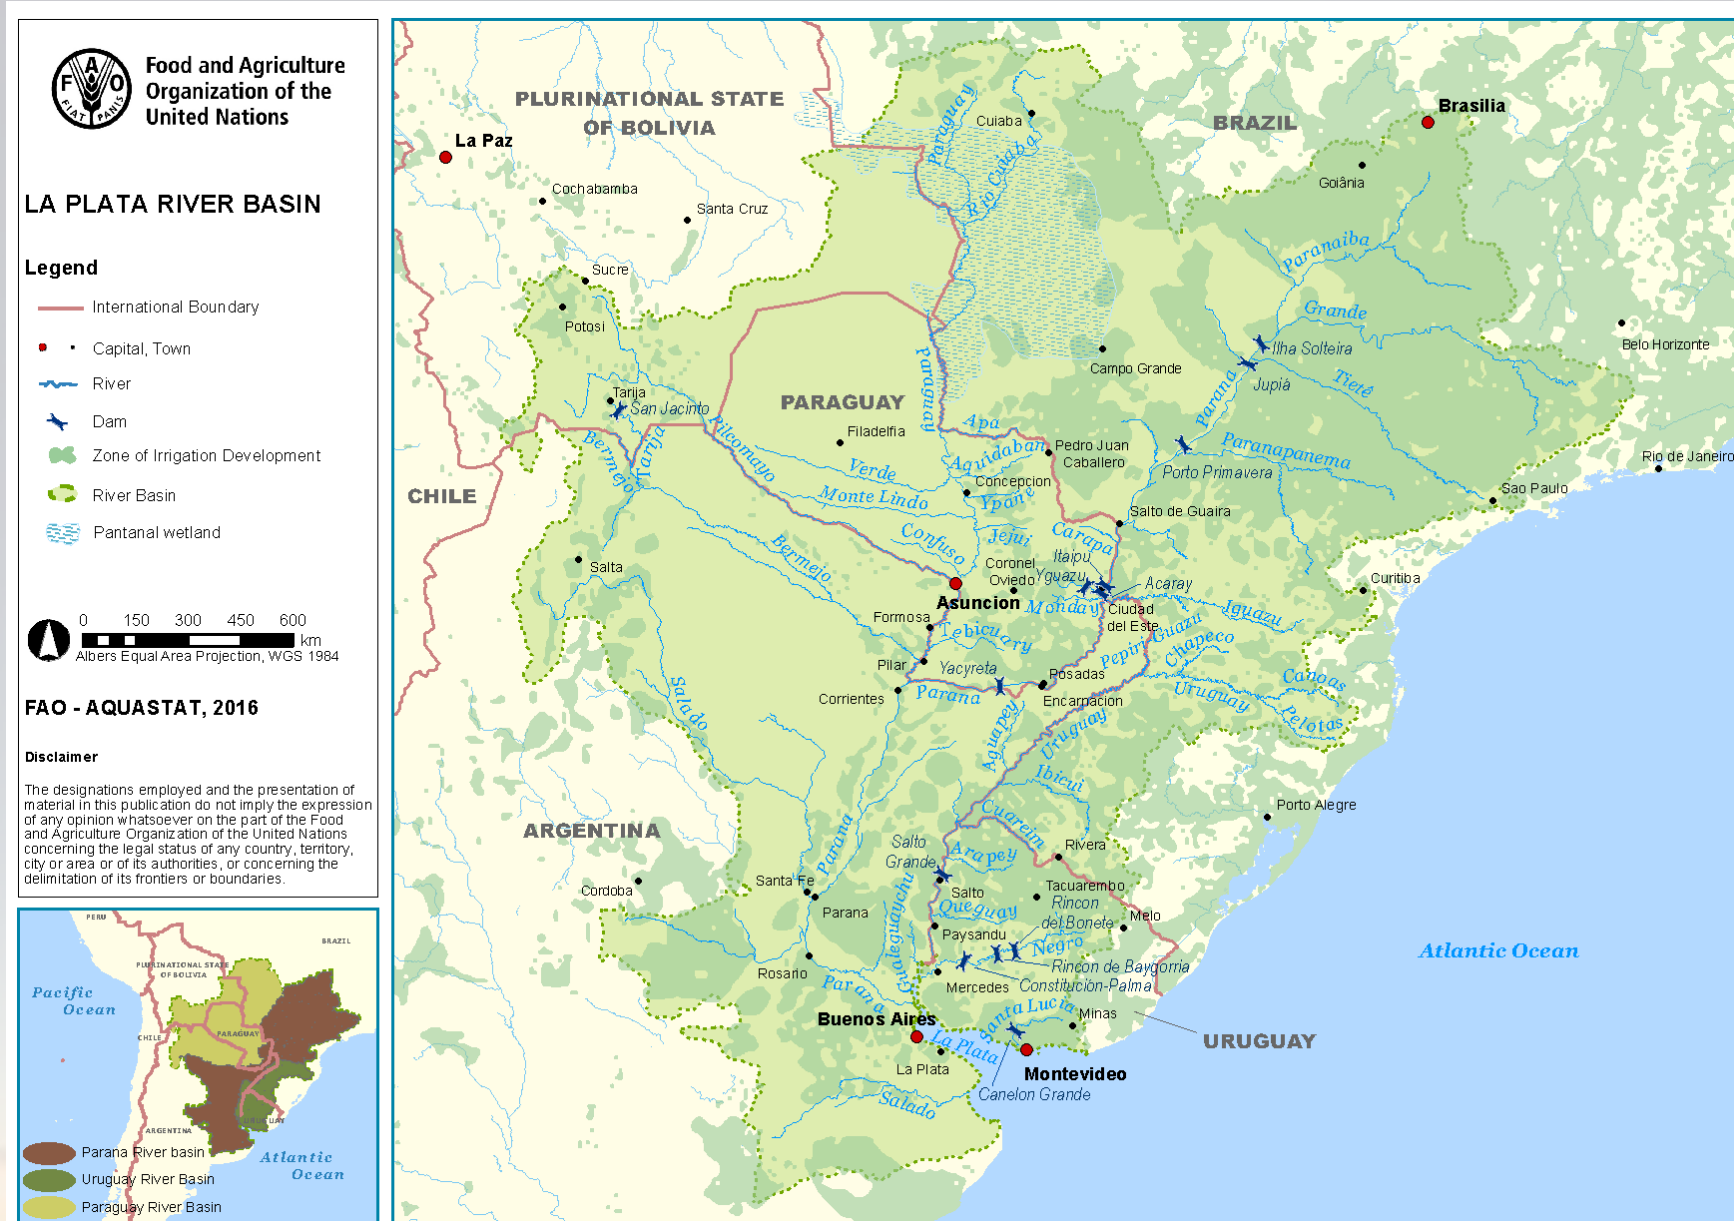 FAO
FIAT PANIS
Food and Agriculture
Organization of the
United Nations
LA PLATA RIVER BASIN
Legend
International Boundary
Capital, Town
River
Dam
Zone of Irrigation Development
River Basin
Pantanal wetland
0 150 300 450 600
km
Albers Equal Area Projection, WGS 1984
FAO - AQUASTAT, 2016
Disclaimer
The designations employed and the presentation of
material in this publication do not imply the expression
of any opinion whatsoever on the part of the Food
and Agriculture Organization of the United Nations
concerning the legal status of any country, territory,
city or area or of its authorities, or concerning the
delimitation of its frontiers or boundaries.
PERU
BRAZIL
PLURINATIONAL STATE
OF BOLIVIA
Pacific
Ocean
PARAGUAY
CHILE
ARGENTINA
URUGUAY
Atlantic
Ocean
Parana River basin
Uruguay River Basin
Paraguay River Basin
PLURINATIONAL STATE
OF BOLIVIA
La Paz
Cochabamba
Santa Cruz
Sucre
Potosi
Paraguay
Cuiaba
Rio Cuiaba
BRAZIL
Brasilia
Goiânia
Paranaiba
Grande
Ilha Solteira
Jupiá
Tietê
Belo Horizonte
Campo Grande
Parana
Paranapanema
Porto Primavera
Rio de Janeiro
Sao Paulo
Tarija
San Jacinto
PARAGUAY
Filadelfia
Paraguay
Apa
Pedro Juan
Caballero
Aquidaban
Pilcomayo
Bermejo
Tarija
Verde
Monte Lindo
Concepcion
Ypane
CHILE
Salto de Guaira
Confuso
Jejui
Carapa
Bermejo
Itaipu
Coronel
Oviedo
Yguazu
Acaray
Salta
Curitiba
Asuncion
Monday
Ciudad
del Este
Iguazu
Formosa
Tebicuary
Pepiri Guazu
Chapeco
Pilar
Yacyreta
Posadas
Canoas
Corrientes
Parana
Encarnacion
Uruguay
Pelotas
Salado
Aguapey
Uruguay
Ibicui
ARGENTINA
Parana
Cuareim
Porto Alegre
Salto
Grande
Arapey
Rivera
Cordoba
Santa Fe
Parana
Salto
Tacuarembo
Rincon
del Bonete
Gualeguaychu
Queguay
Melo
Paysandu
Negro
Atlantic Ocean
Rosario
Rincon de Baygorria
Mercedes
Constitución-Palma
Parana
Santa Lucia
Minas
Buenos Aires
URUGUAY
La Plata
La Plata
Montevideo
Canelon Grande
Salado